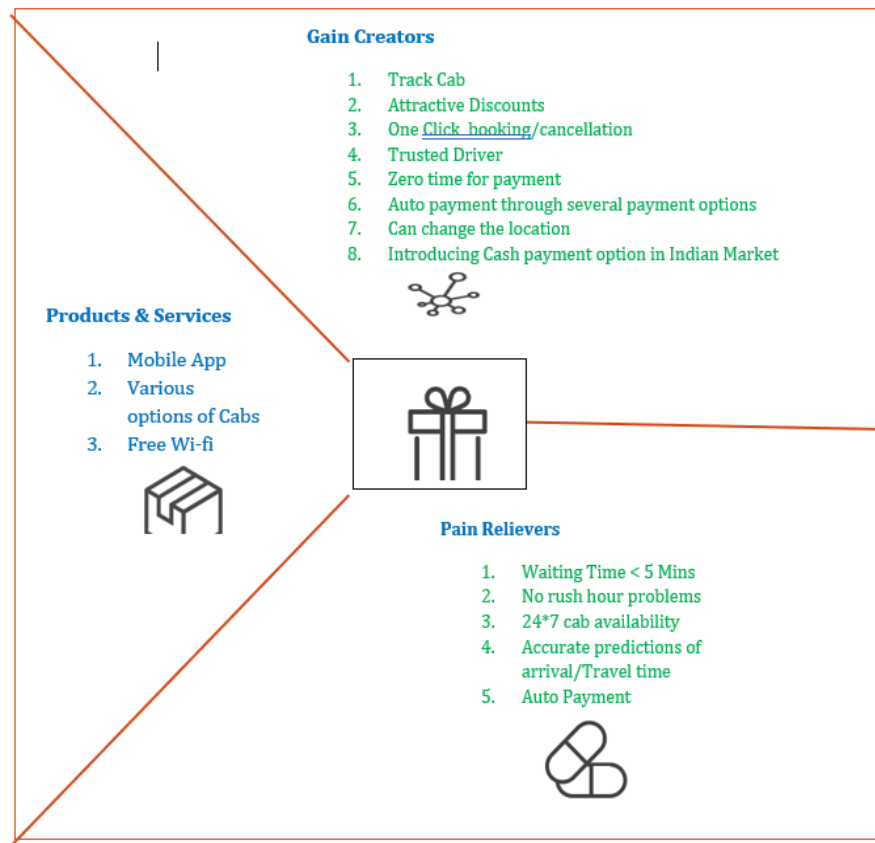 Gain Creators
1. Track Cab
2. Attractive Discounts
3. One Click booking/cancellation
4. Trusted Driver
5. Zero time for payment
6. Auto payment through several payment options
7. Can change the location
8. Introducing Cash payment option in Indian Market
Products & Services
1. Mobile App
2. Various
options of Cabs
3. Free Wi-fi
Pain Relievers
1. Waiting Time < 5 Mins
2. No rush hour problems
3. 24*7 cab availability
4. Accurate predictions of
arrival/Travel time
5. Auto Payment